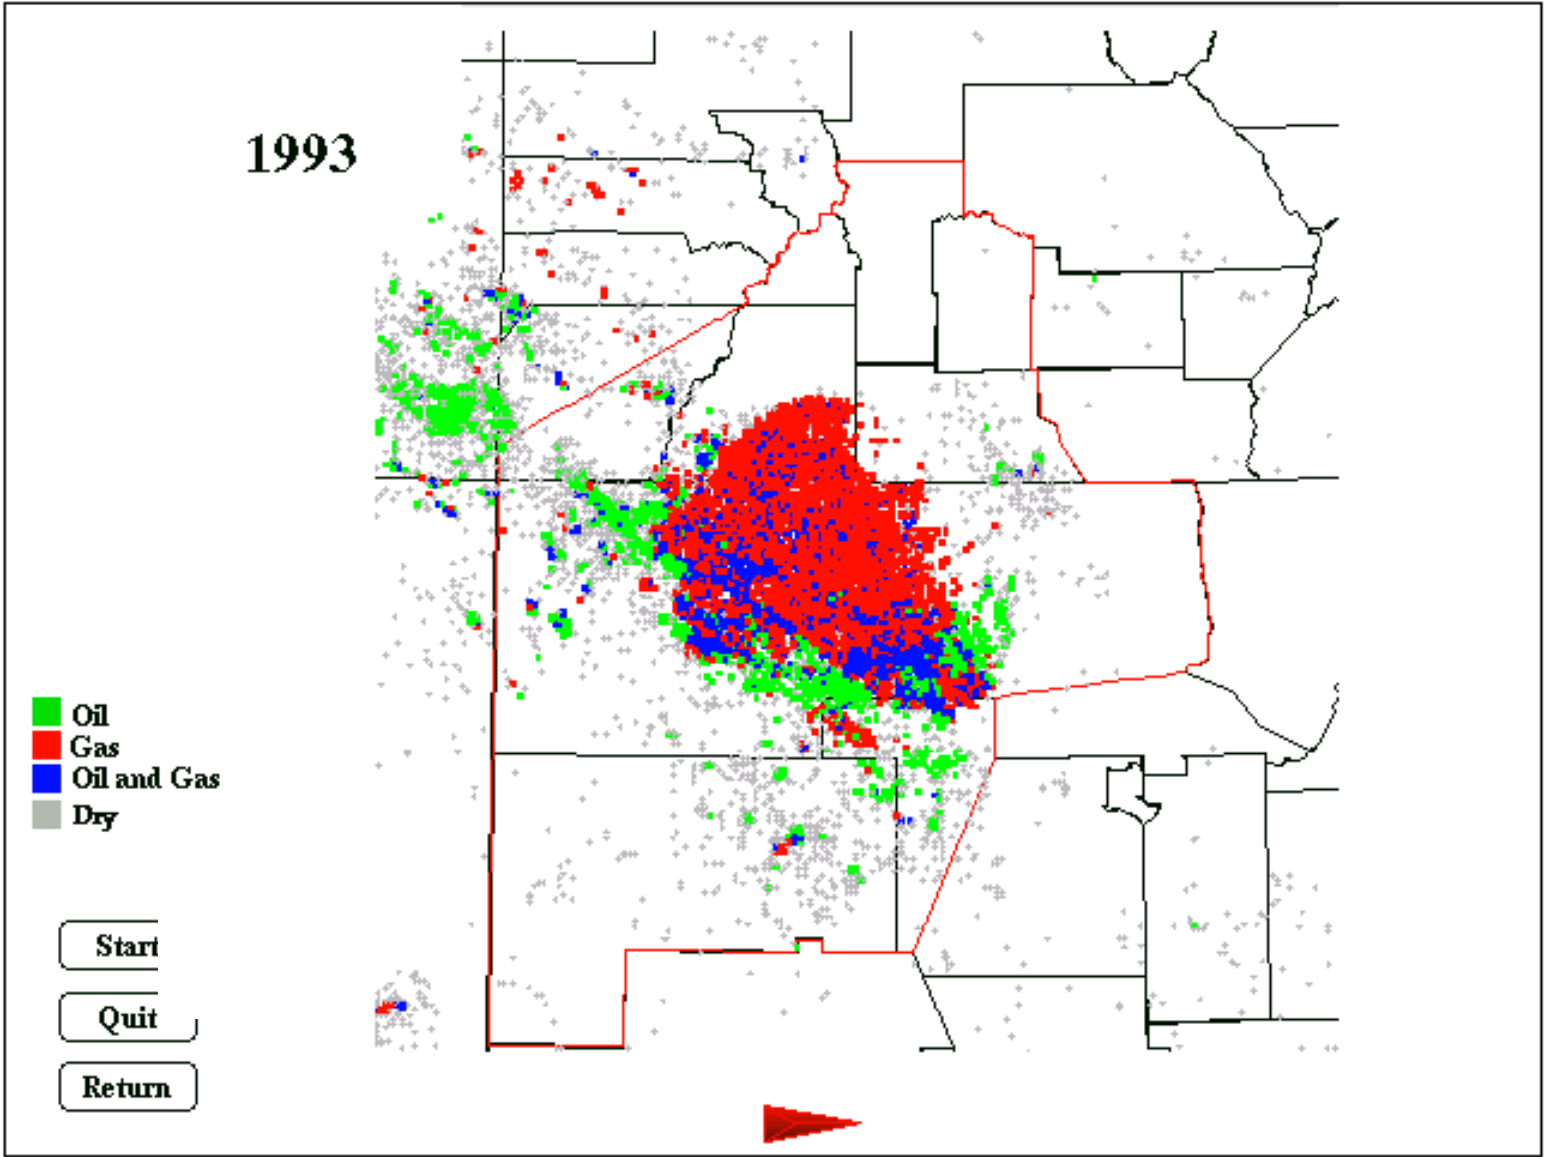 1993
Oil
Gas
Oil and Gas
Dry
Start
Quit
Return